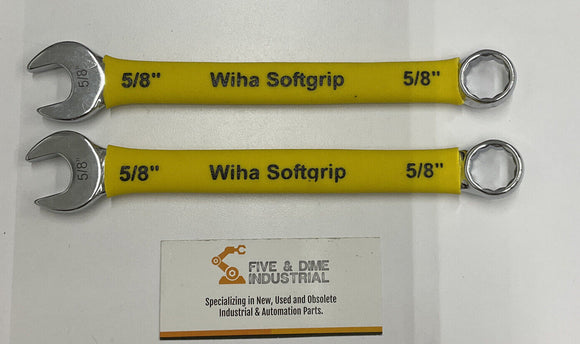 5/8" 5/8" Wiha Softgrip 5/8"
5/8" 5/8" Wiha Softgrip 5/8"
FIVE & DIME
INDUSTRIAL
Specializing in New, Used and Obsolete
Industrial & Automation Parts.